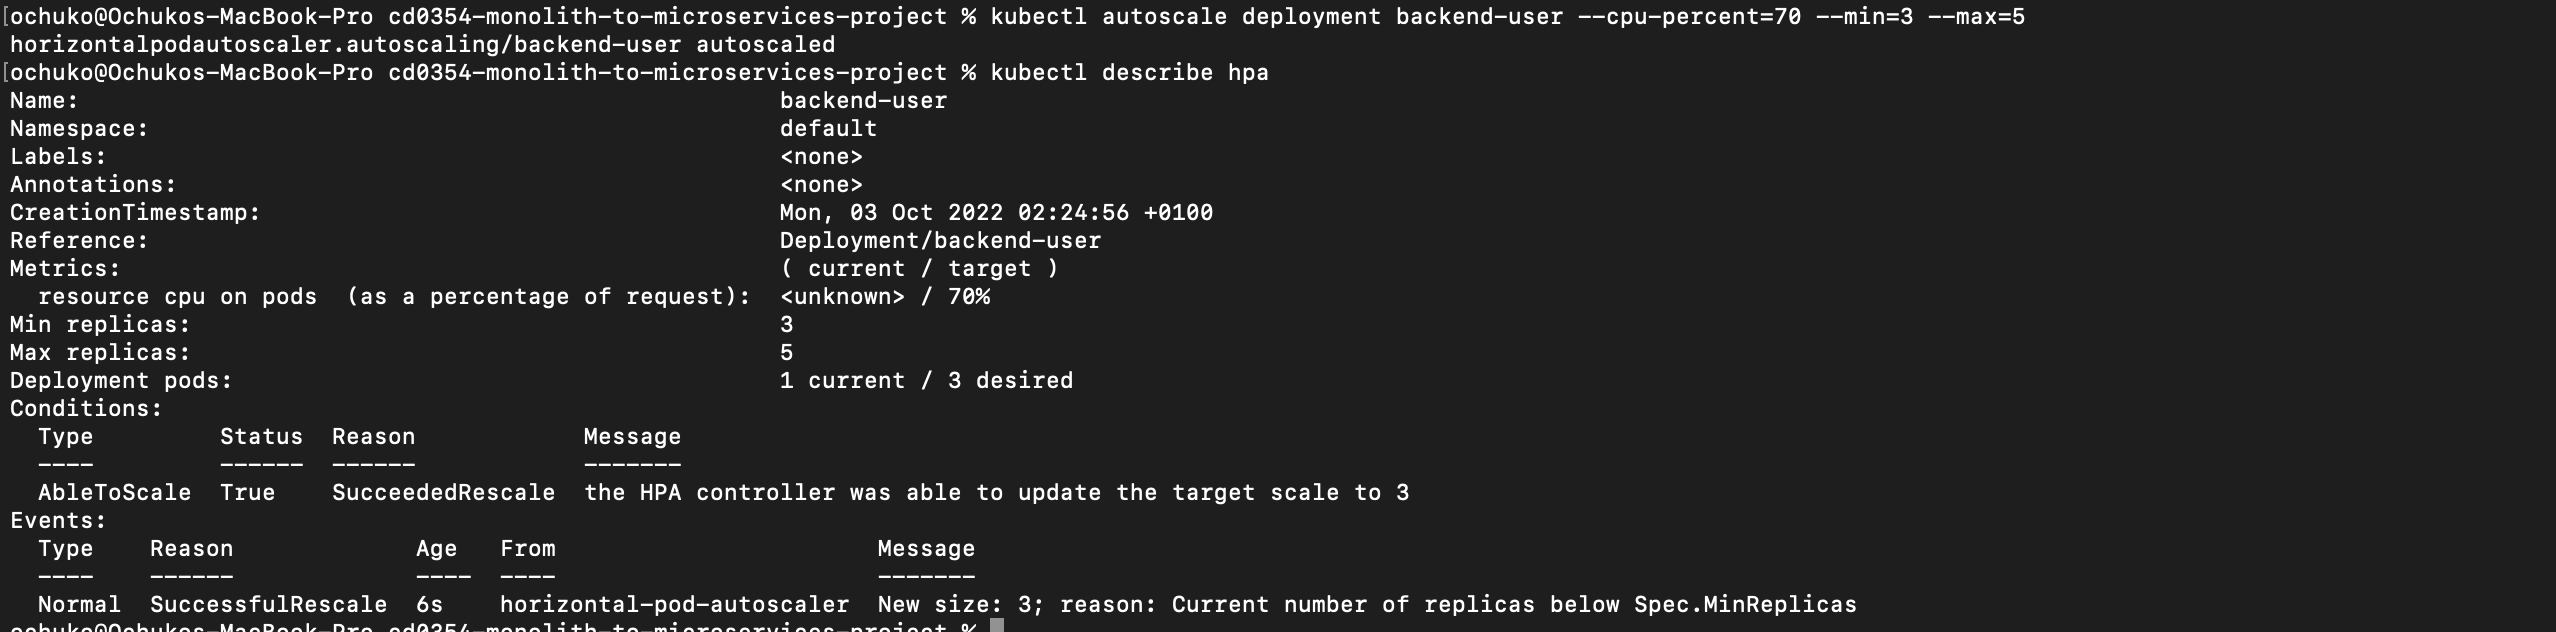 [ochuko@Ochukos-MacBook-Pro cd0354-monolith-to-microservices-project % kubectl autoscale deployment backend-user --cpu-percent=70 --min=3 --max=5
horizontalpodautoscaler.autoscaling/backend-user autoscaled
[ochuko@Ochukos-MacBook-Pro cd0354-monolith-to-microservices-project % kubectl describe hpa
Name: backend-user
Namespace: default
Labels: <none>
Annotations: <none>
CreationTimestamp: Mon, 03 Oct 2022 02:24:56 +0100
Reference: Deployment/backend-user
Metrics: ( current / target )
resource cpu on pods (as a percentage of request): <unknown> / 70%
Min replicas: 3
Max replicas: 5
Deployment pods: 1 current / 3 desired
Conditions:
Type Status Reason Message
---- ------ ------ -------
AbleToScale True SucceededRescale the HPA controller was able to update the target scale to 3
Events:
Type Reason Age From Message
---- ------ ---- ---- -------
Normal SuccessfulRescale 6s horizontal-pod-autoscaler New size: 3; reason: Current number of replicas below Spec.MinReplicas
ochuko@Ochukos-MacBook-Pro cd0354-monolith-to-microservices-project %